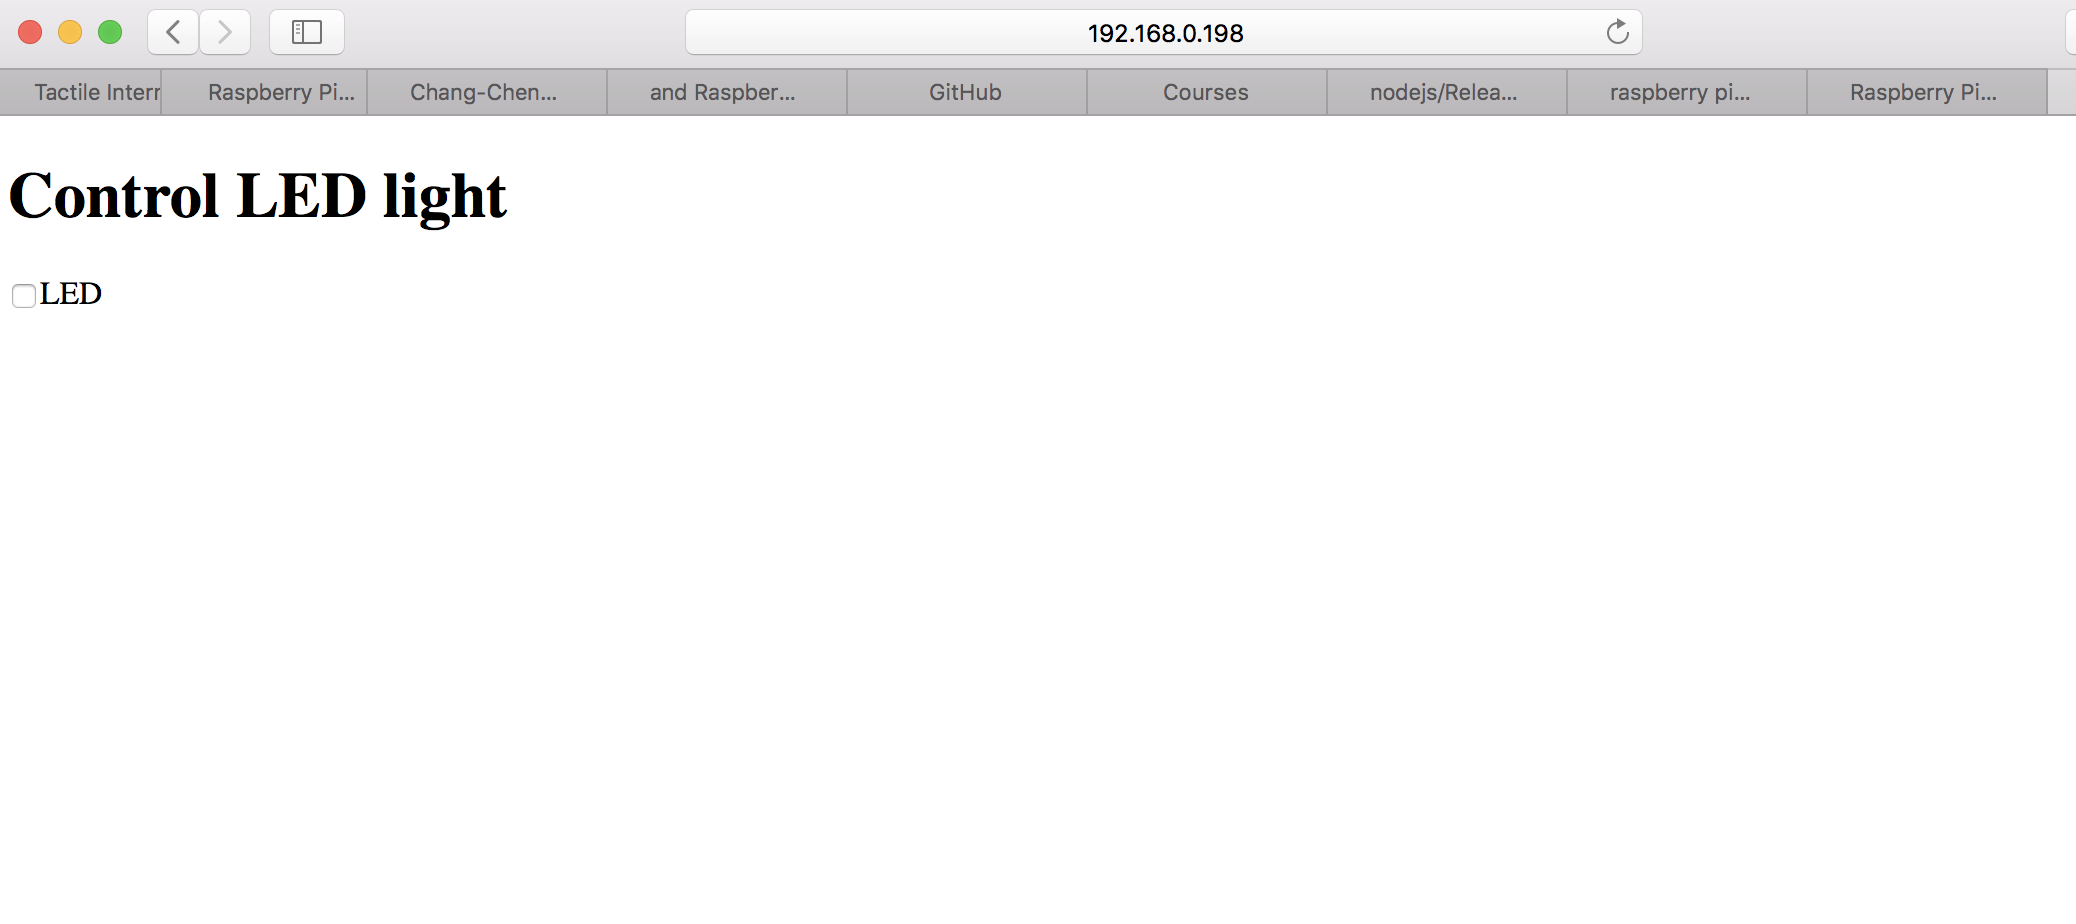 192.168.0.198
Tactile Intern Raspberry Pi... Chang-Chen... and Raspber... GitHub Courses nodejs/Relea... raspberry pi... Raspberry Pi...
Control LED light
LED